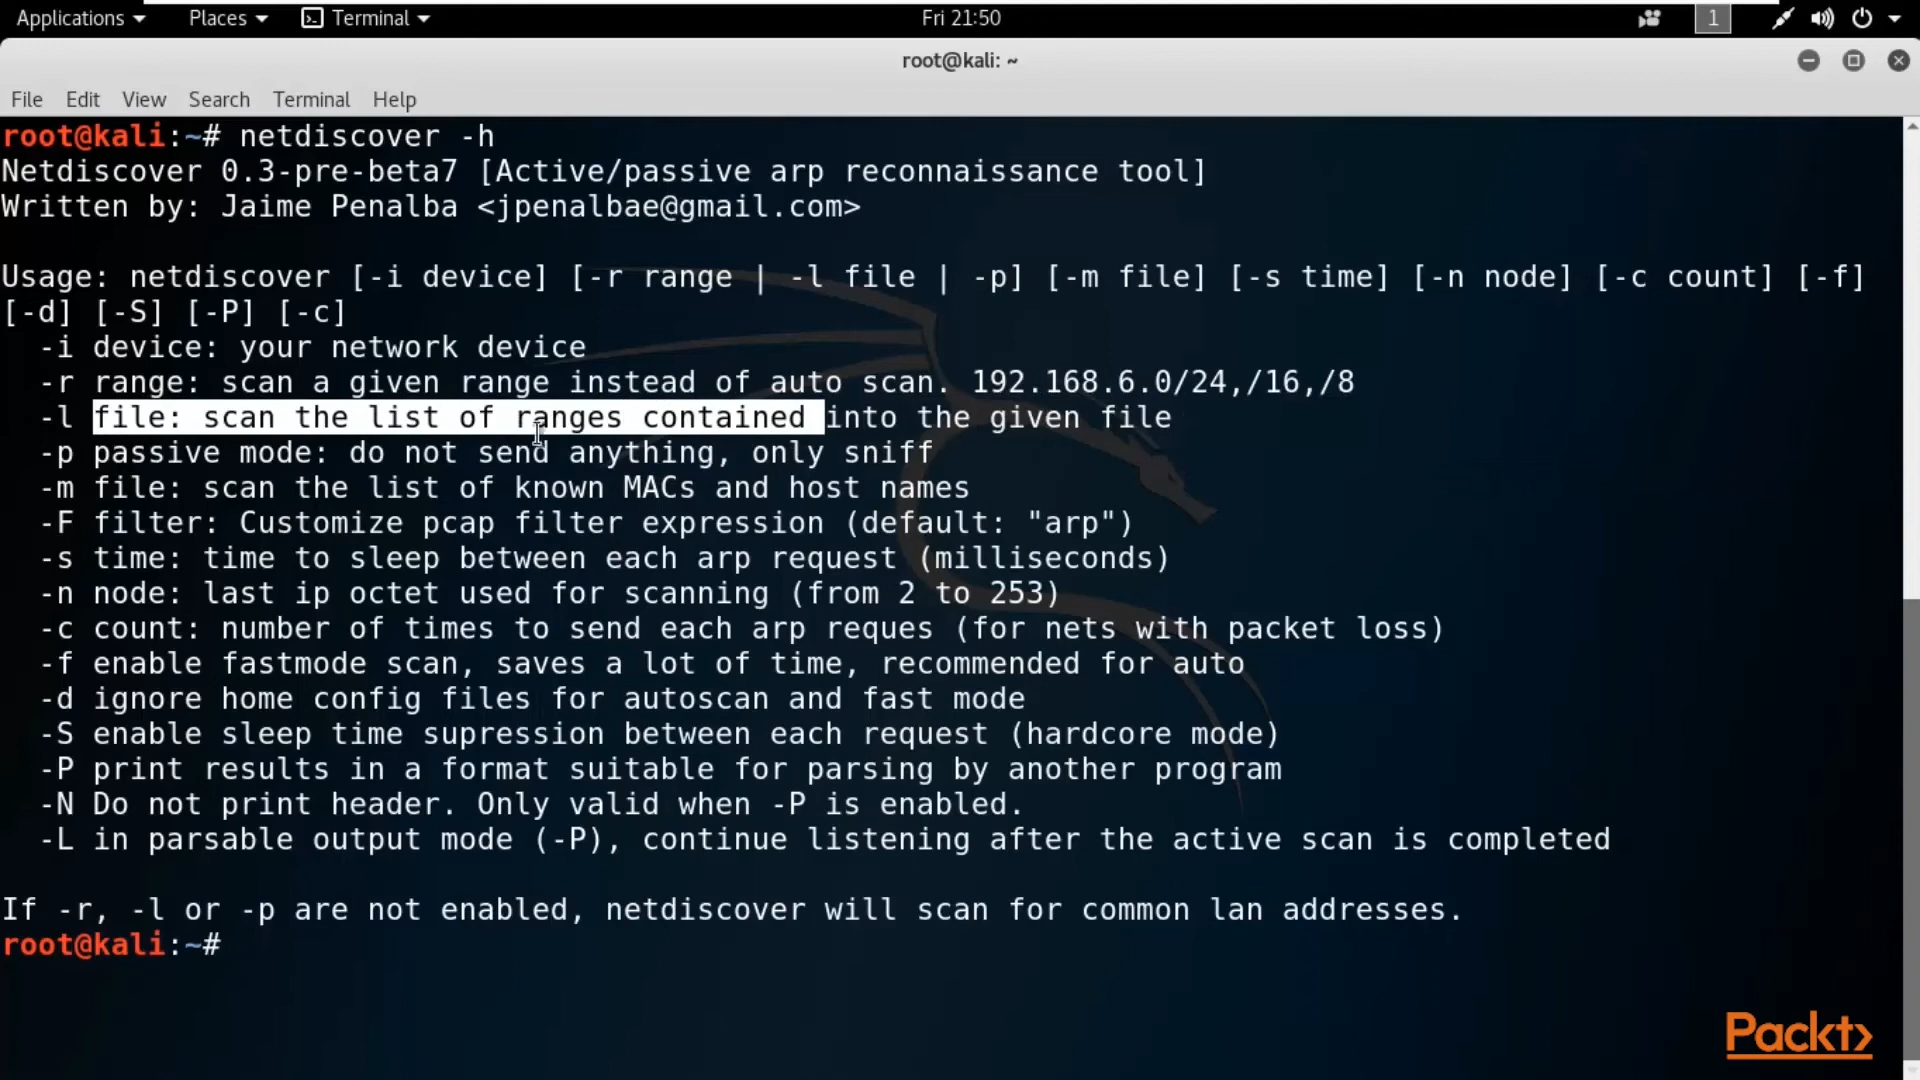 Applications Places Terminal Fri 21:50 1
root@kali: ~
File Edit View Search Terminal Help
root@kali:~# netdiscover -h
Netdiscover 0.3-pre-beta7 [Active/passive arp reconnaissance tool]
Written by: Jaime Penalba <jpenalbae@gmail.com>
Usage: netdiscover [-i device] [-r range | -l file | -p] [-m file] [-s time] [-n node] [-c count] [-f]
[-d] [-S] [-P] [-c]
-i device: your network device
-r range: scan a given range instead of auto scan. 192.168.6.0/24,/16,/8
-l file: scan the list of ranges contained into the given file
-p passive mode: do not send anything, only sniff
-m file: scan the list of known MACs and host names
-F filter: Customize pcap filter expression (default: "arp")
-s time: time to sleep between each arp request (milliseconds)
-n node: last ip octet used for scanning (from 2 to 253)
-c count: number of times to send each arp reques (for nets with packet loss)
-f enable fastmode scan, saves a lot of time, recommended for auto
-d ignore home config files for autoscan and fast mode
-S enable sleep time supression between each request (hardcore mode)
-P print results in a format suitable for parsing by another program
-N Do not print header. Only valid when -P is enabled.
-L in parsable output mode (-P), continue listening after the active scan is completed
If -r, -l or -p are not enabled, netdiscover will scan for common lan addresses.
root@kali:~#
Packt>